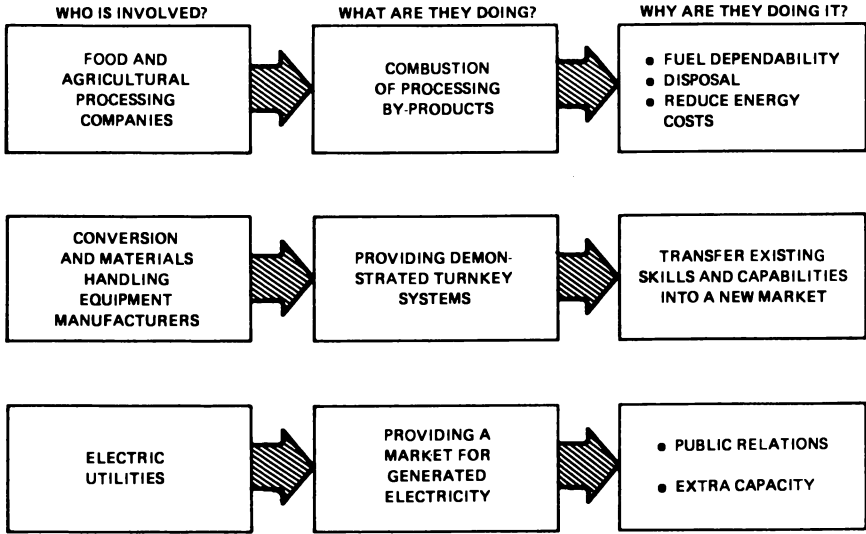 WHO IS INVOLVED?
WHAT ARE THEY DOING?
WHY ARE THEY DOING IT?
FOOD AND
AGRICULTURAL
PROCESSING
COMPANIES
COMBUSTION
OF PROCESSING
BY-PRODUCTS
• FUEL DEPENDABILITY
• DISPOSAL
• REDUCE ENERGY
COSTS
CONVERSION
AND MATERIALS
HANDLING
EQUIPMENT
MANUFACTURERS
PROVIDING DEMON-
STRATED TURNKEY
SYSTEMS
TRANSFER EXISTING
SKILLS AND CAPABILITIES
INTO A NEW MARKET
ELECTRIC
UTILITIES
PROVIDING A
MARKET FOR
GENERATED
ELECTRICITY
• PUBLIC RELATIONS
• EXTRA CAPACITY